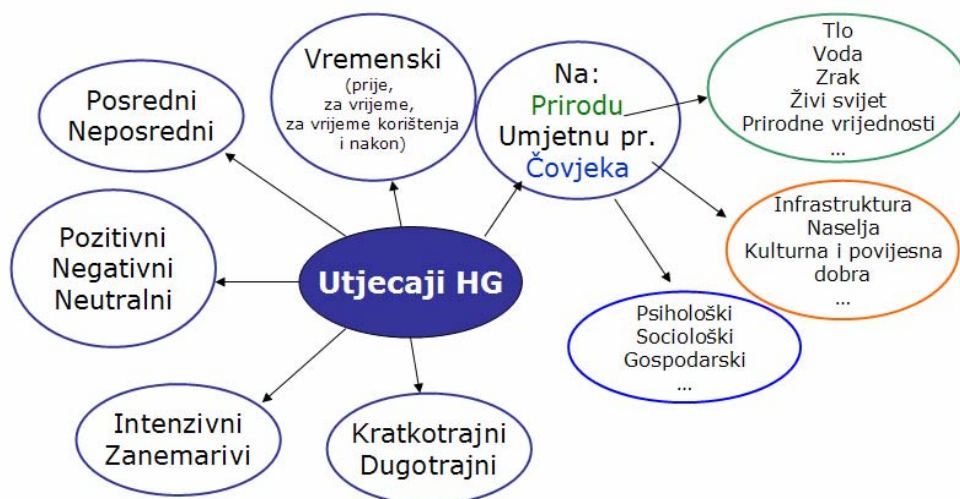 Utjecaji HG
Posredni
Neposredni
Vremenski
(prije,
za vrijeme,
za vrijeme korištenja
i nakon)
Na:
Prirodu
Umjetnu pr.
Čovjeka
Tlo
Voda
Zrak
Živi svijet
Prirodne vrijednosti
...
Infrastruktura
Naselja
Kulturna i povijesna
dobra
...
Psihološki
Sociološki
Gospodarski
...
Pozitivni
Negativni
Neutralni
Intenzivni
Zanemarivi
Kratkotrajni
Dugotrajni